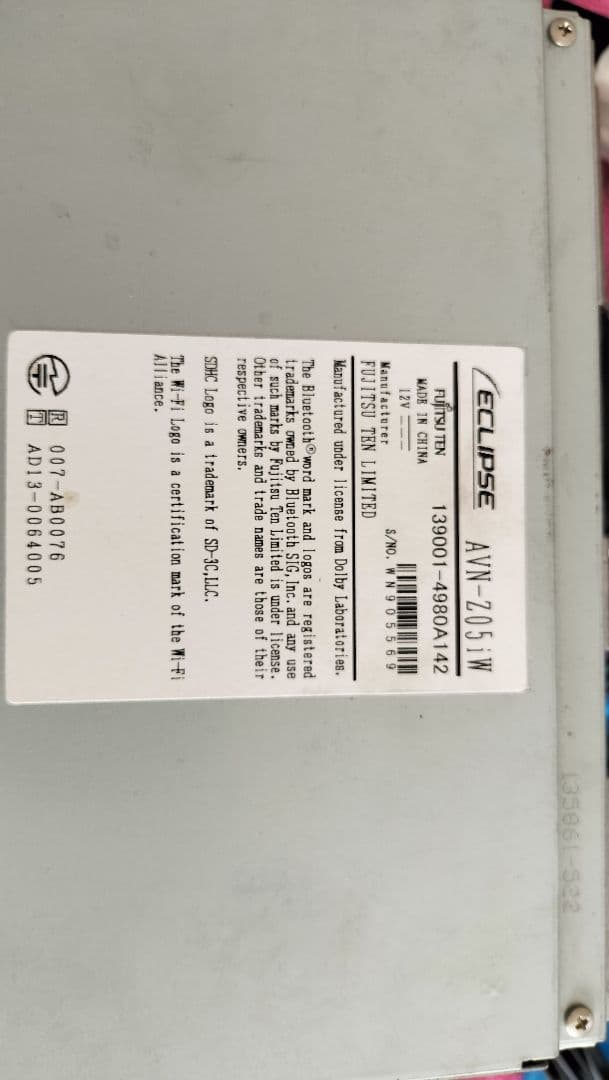 ECLIPSE AVN-Z05iW
FUJITSU TEN 139001-4980A142
MADE IN CHINA
12V
S/NO. WN905569
Manufacturer
FUJITSU TEN LIMITED
Manufactured under license from Dolby Laboratories.
The Bluetooth®word mark and logos are registered
trademarks owned by Bluetooth SIG,Inc. and any use
of such marks by Fujitsu Ten Limited is under license.
Other trademarks and trade names are those of their
respective owners.
SDHC Logo is a trademark of SD-3C,LLC.
The Wi-Fi Logo is a certification mark of the Wi-Fi
Alliance.
R 007-AB0076
T AD13-0064005